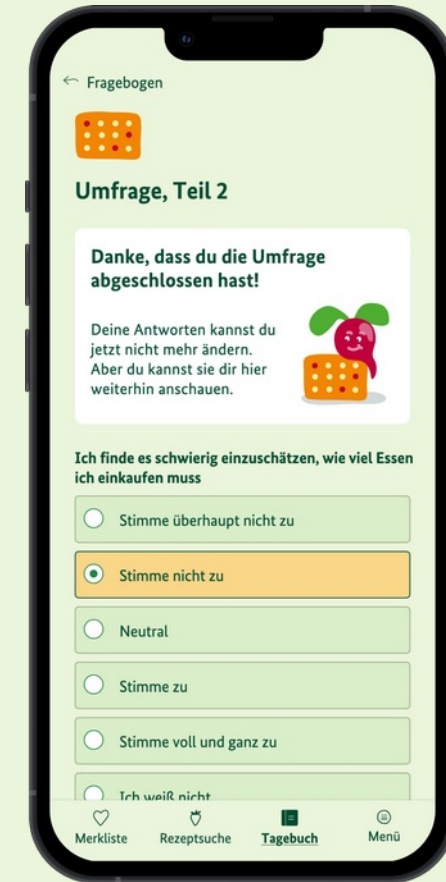 Fragebogen
Umfrage, Teil 2
Danke, dass du die Umfrage
abgeschlossen hast!
Deine Antworten kannst du
jetzt nicht mehr ändern.
Aber du kannst sie dir hier
weiterhin anschauen.
Ich finde es schwierig einzuschätzen, wie viel Essen
ich einkaufen muss
Stimme überhaupt nicht zu
Stimme nicht zu
Neutral
Stimme zu
Stimme voll und ganz zu
Ich weiß nicht
Merkliste Rezeptsuche Tagebuch Menü